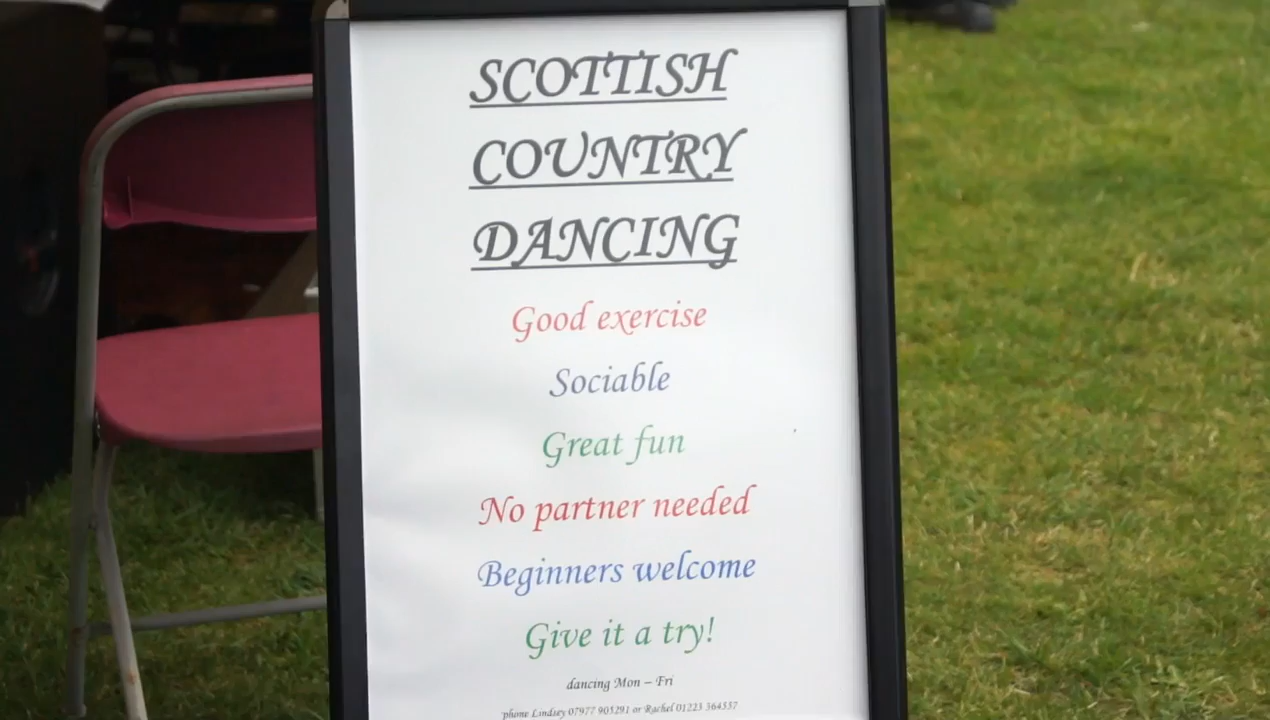 SCOTTISH
COUNTRY
DANCING
Good exercise
Sociable
Great fun
No partner needed
Beginners welcome
Give it a try!
dancing Mon – Fri
phone Lindsey 07977 905291 or Rachel 01223 564557